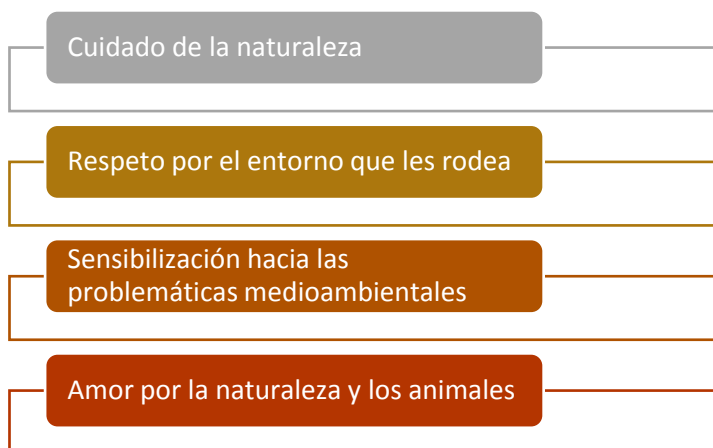 Cuidado de la naturaleza
Respeto por el entorno que les rodea
Sensibilización hacia las
problemáticas medioambientales
Amor por la naturaleza y los animales